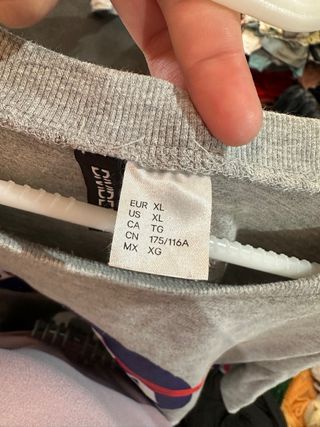 EUR XL
US XL
CA TG
CN 175/116A
MX XG